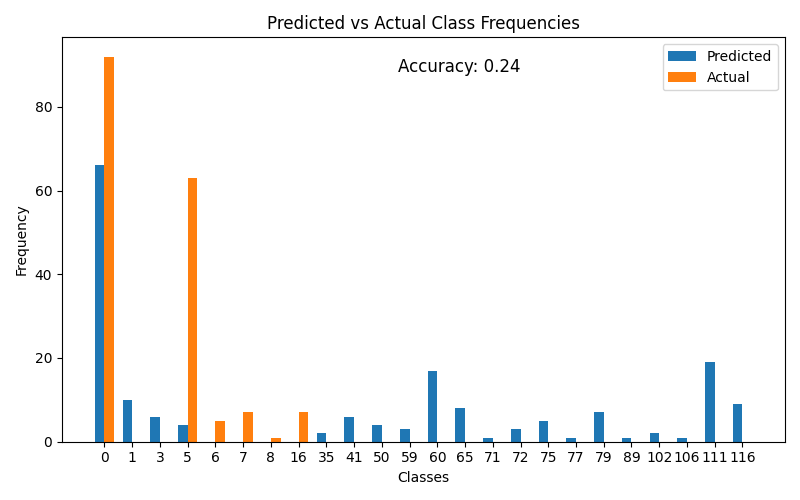 Predicted vs Actual Class Frequencies
Accuracy: 0.24
Predicted
Actual
80
60
40
20
0
Frequency
0 1 3 5 6 7 8 16 35 41 50 59 60 65 71 72 75 77 79 89 102 106 111 116
Classes